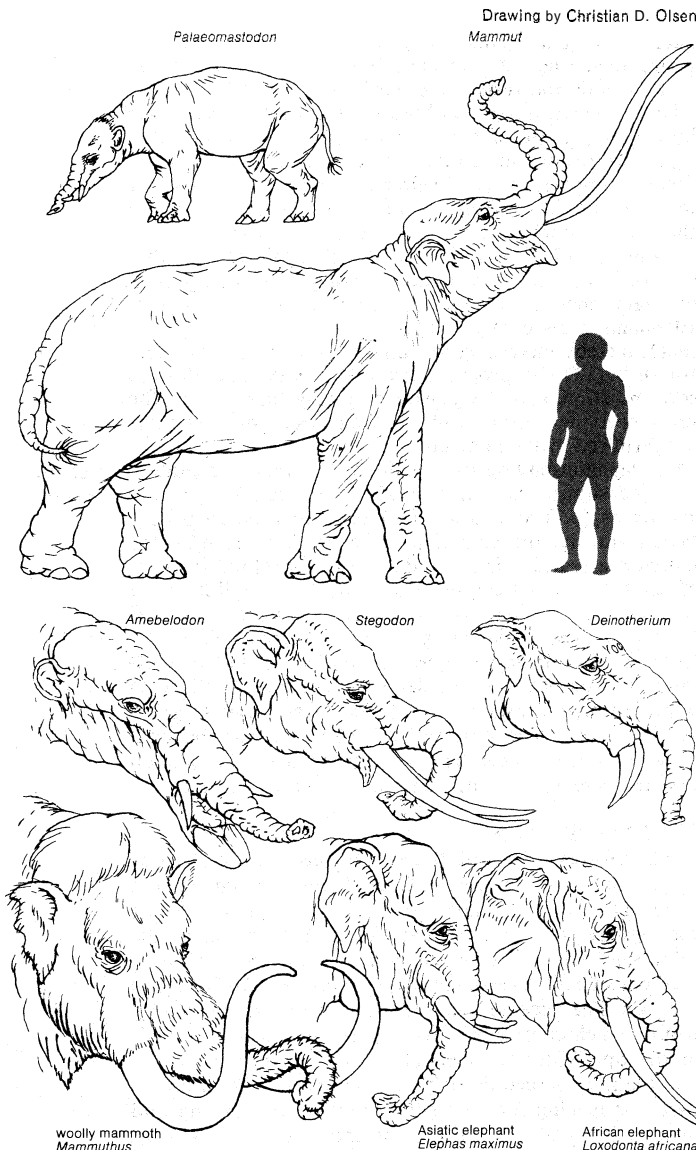 Drawing by Christian D. Olsen
Palaeomastodon
Mammut
Amebelodon
Stegodon
Deinotherium
woolly mammoth
Mammuthus
Asiatic elephant
Elephas maximus
African elephant
Loxodonta africana